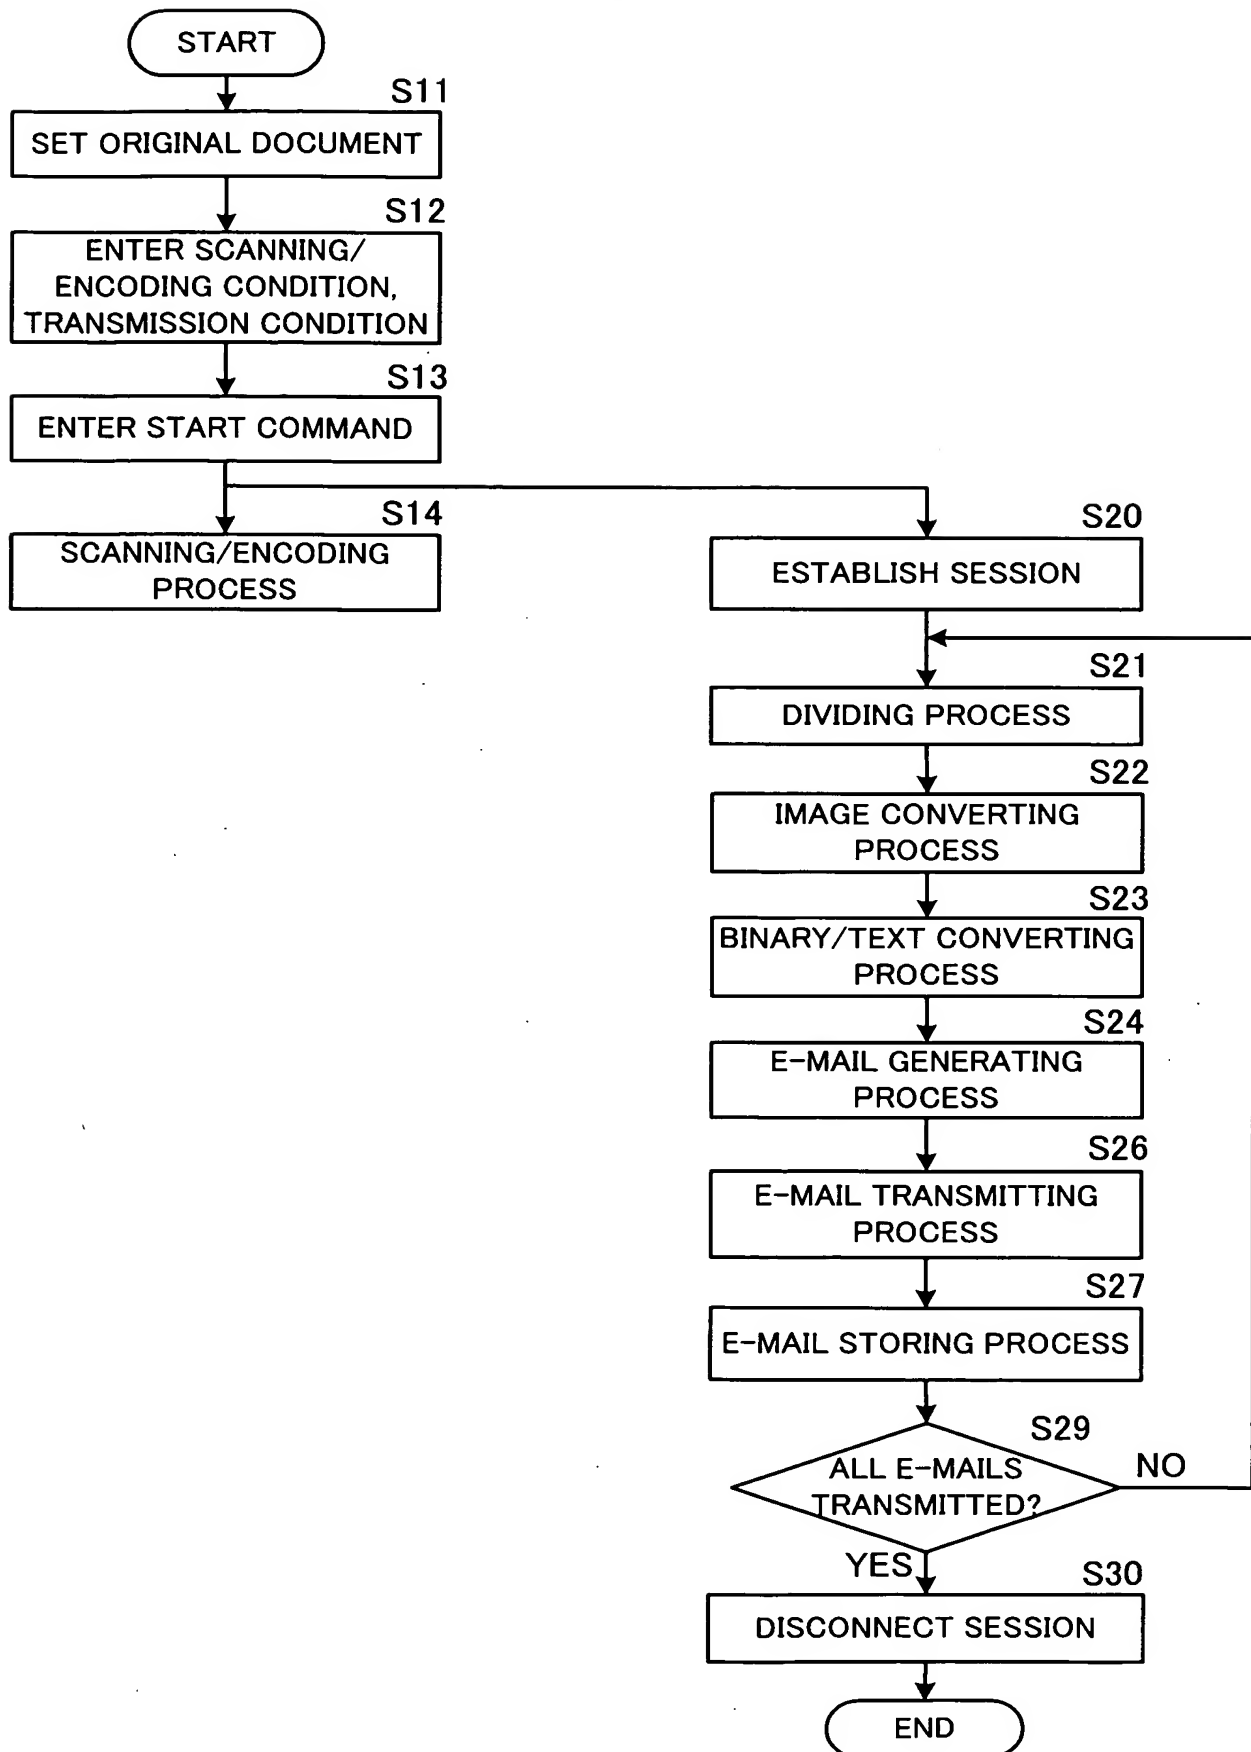 START
S11
SET ORIGINAL DOCUMENT
S12
ENTER SCANNING/
ENCODING CONDITION,
TRANSMISSION CONDITION
S13
ENTER START COMMAND
S14
SCANNING/ENCODING
PROCESS
S20
ESTABLISH SESSION
S21
DIVIDING PROCESS
S22
IMAGE CONVERTING
PROCESS
S23
BINARY/TEXT CONVERTING
PROCESS
S24
E-MAIL GENERATING
PROCESS
S26
E-MAIL TRANSMITTING
PROCESS
S27
E-MAIL STORING PROCESS
S29
ALL E-MAILS
TRANSMITTED?
NO
YES
S30
DISCONNECT SESSION
END